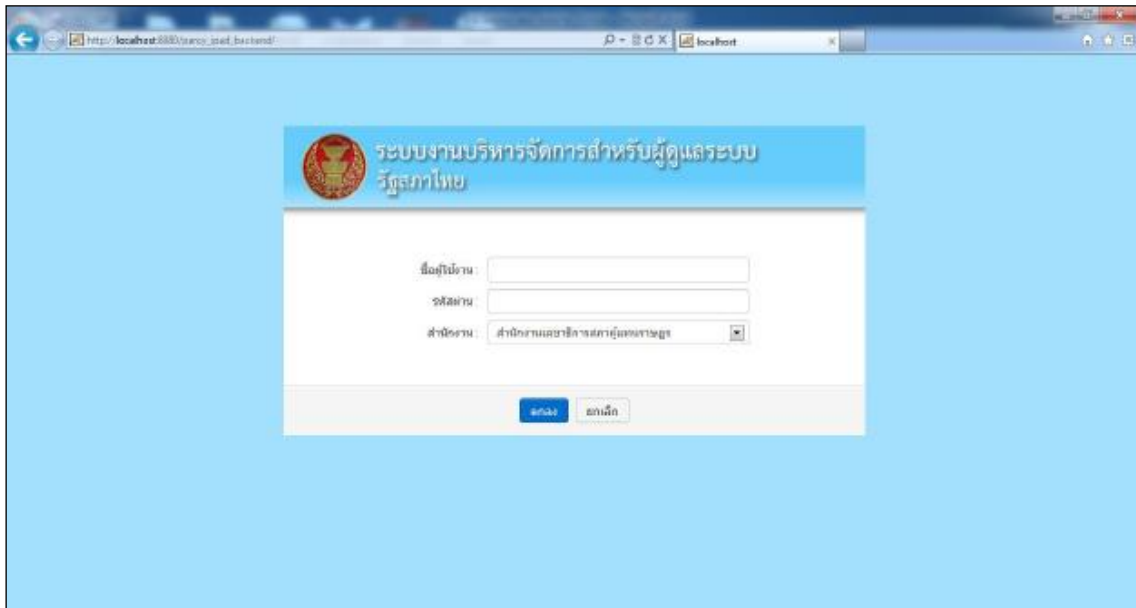 http://localhost:8080/parcy_ipad_backend/
localhost
ระบบงานบริหารจัดการสำหรับผู้ดูแลระบบ
รัฐสภาไทย
ชื่อผู้ใช้งาน :
รหัสผ่าน :
สำนักงาน : สำนักงานเลขาธิการสภาผู้แทนราษฎร
ตกลง ยกเลิก